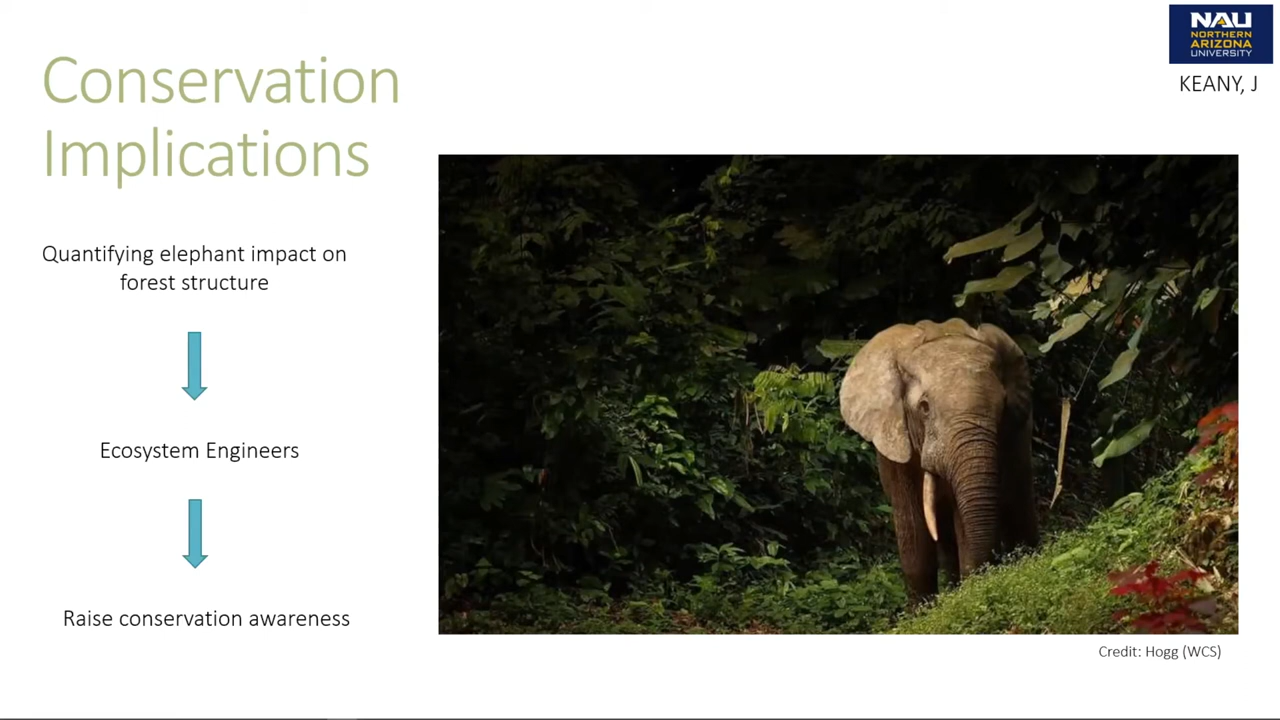 Conservation
Implications
NAU
NORTHERN
ARIZONA
UNIVERSITY
KEANY, J
Quantifying elephant impact on
forest structure
Ecosystem Engineers
Raise conservation awareness
Credit: Hogg (WCS)